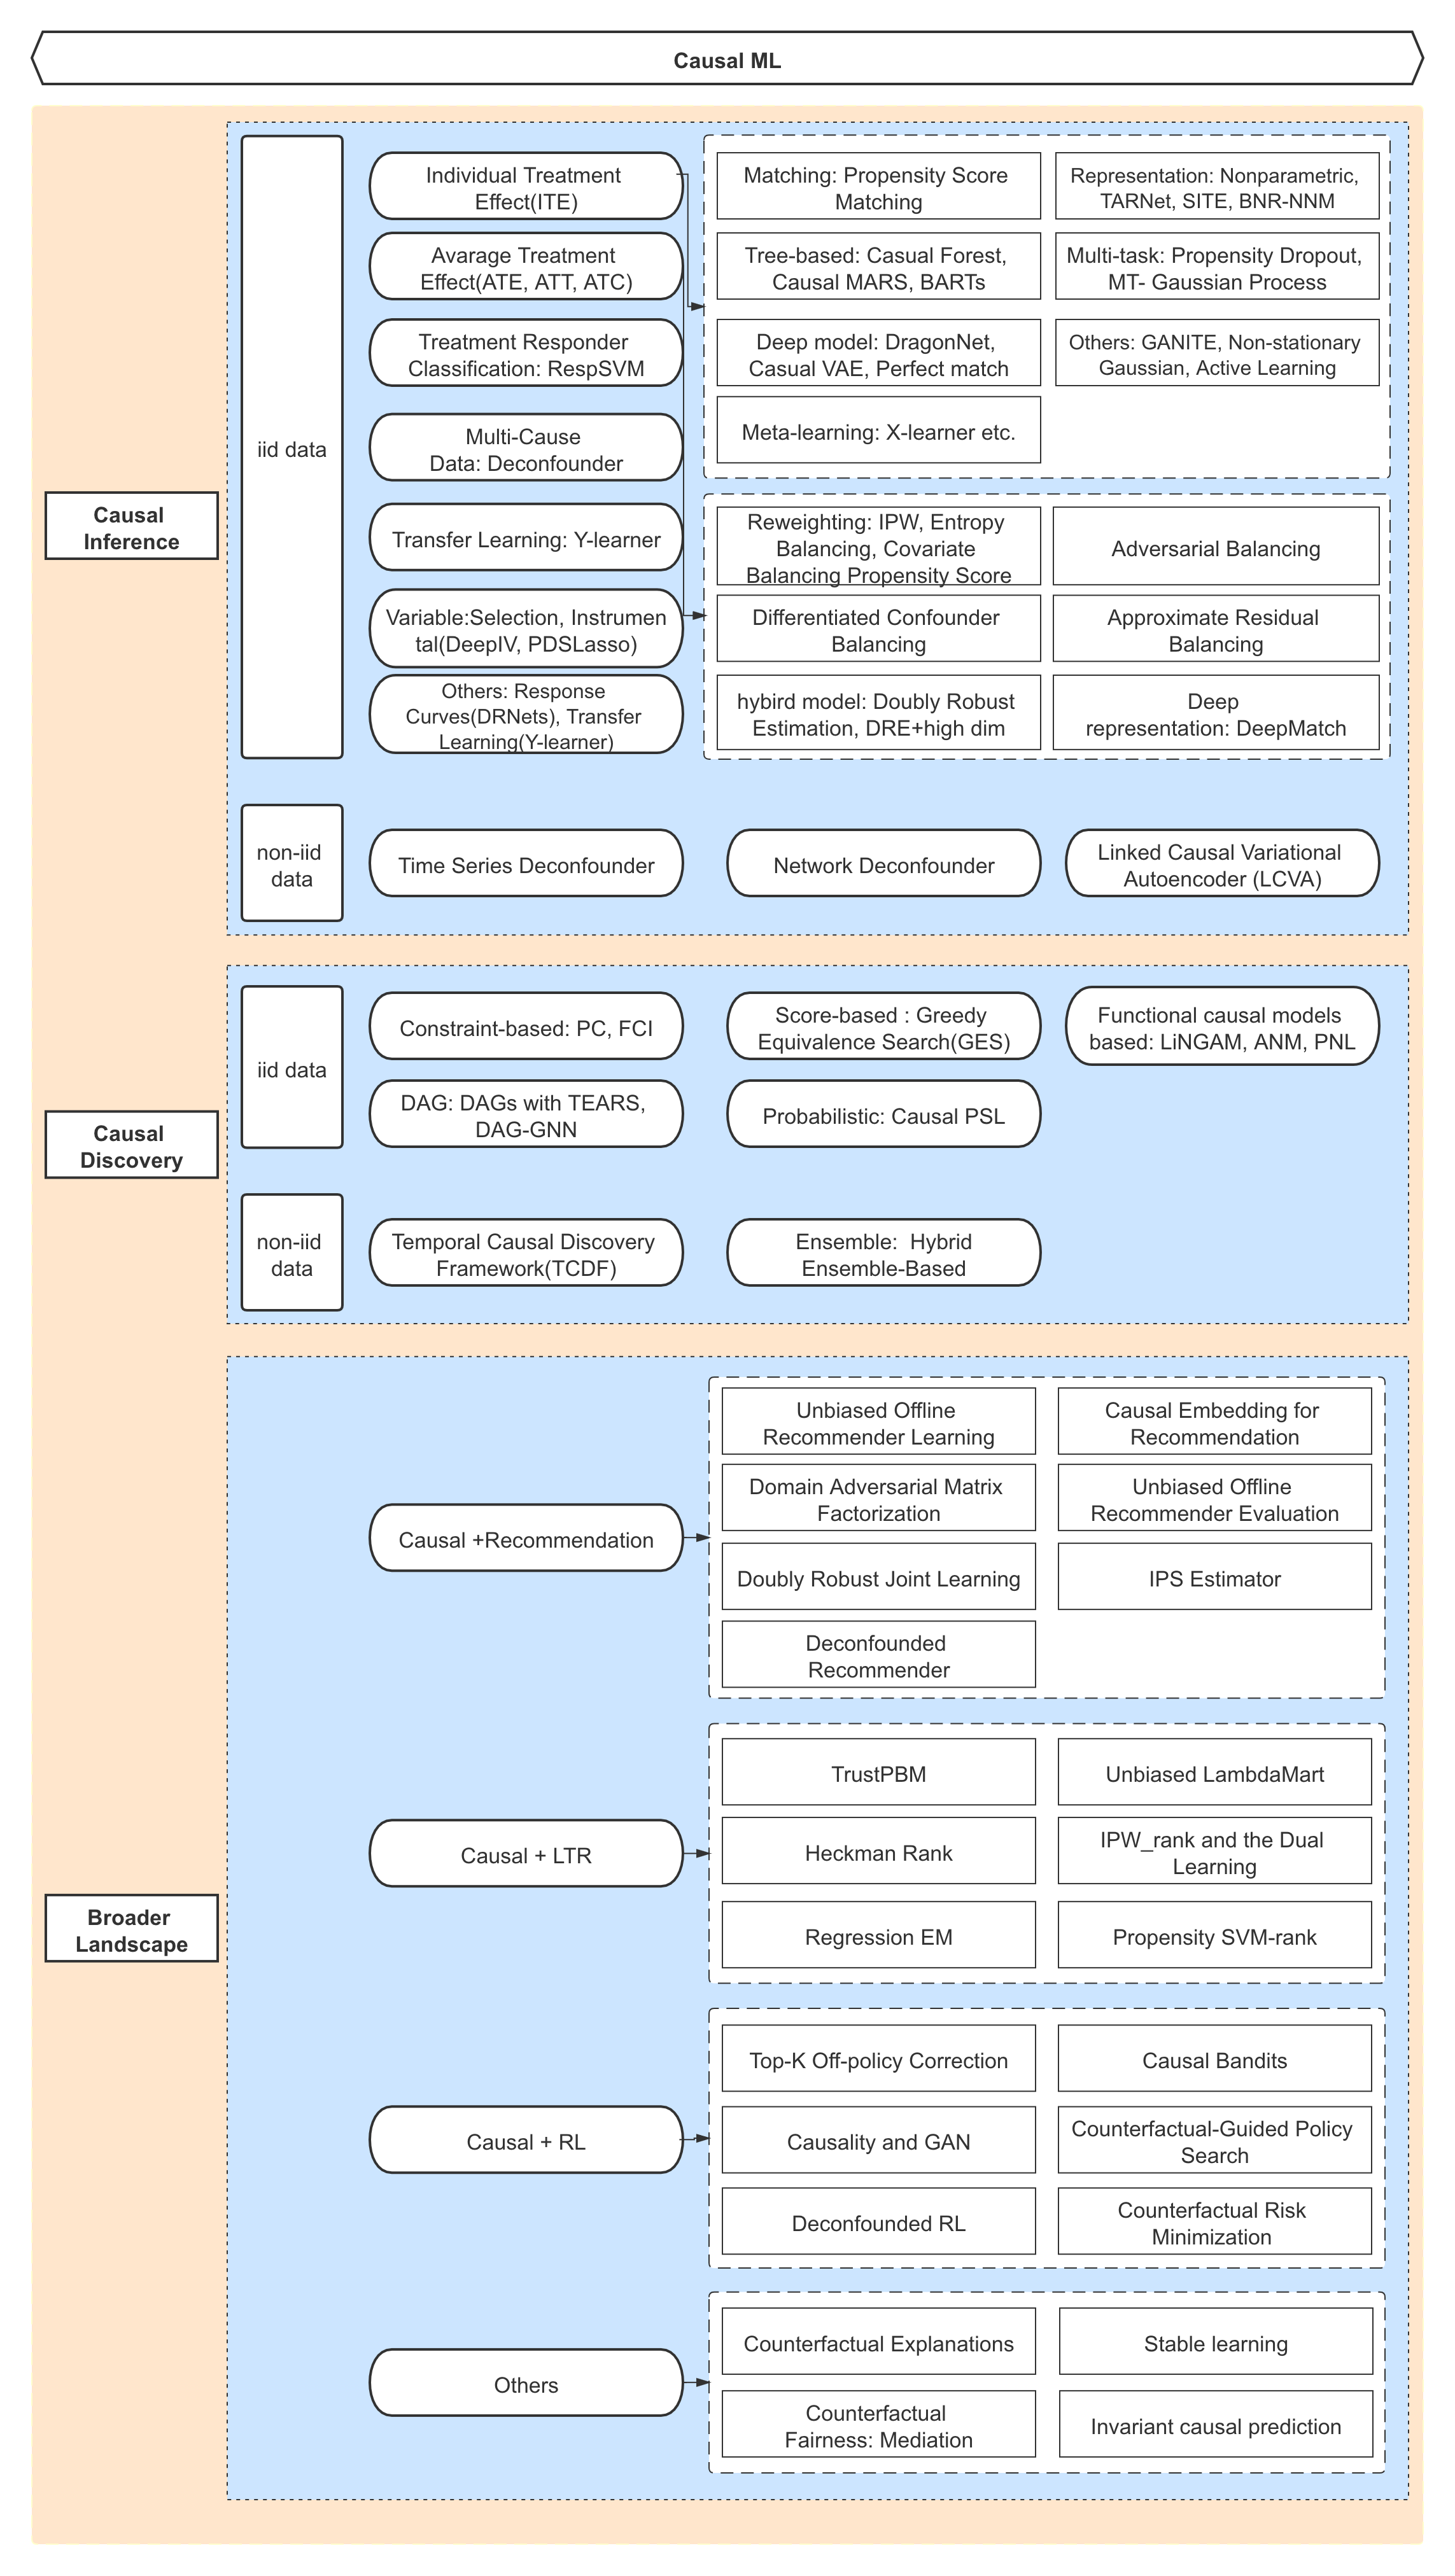 Causal ML
Causal
Inference
iid data
Individual Treatment
Effect(ITE)
Avarage Treatment
Effect(ATE, ATT, ATC)
Treatment Responder
Classification: RespSVM
Multi-Cause
Data: Deconfounder
Transfer Learning: Y-learner
Variable:Selection, Instrumen
tal(DeepIV, PDSLasso)
Others: Response
Curves(DRNets), Transfer
Learning(Y-learner)
Matching: Propensity Score
Matching
Representation: Nonparametric,
TARNet, SITE, BNR-NNM
Tree-based: Casual Forest,
Causal MARS, BARTs
Multi-task: Propensity Dropout,
MT- Gaussian Process
Deep model: DragonNet,
Casual VAE, Perfect match
Others: GANITE, Non-stationary
Gaussian, Active Learning
Meta-learning: X-learner etc.
Reweighting: IPW, Entropy
Balancing, Covariate
Balancing Propensity Score
Adversarial Balancing
Differentiated Confounder
Balancing
Approximate Residual
Balancing
hybird model: Doubly Robust
Estimation, DRE+high dim
Deep
representation: DeepMatch
non-iid
data
Time Series Deconfounder
Network Deconfounder
Linked Causal Variational
Autoencoder (LCVA)
Causal
Discovery
iid data
Constraint-based: PC, FCI
Score-based : Greedy
Equivalence Search(GES)
Functional causal models
based: LiNGAM, ANM, PNL
DAG: DAGs with TEARS,
DAG-GNN
Probabilistic: Causal PSL
non-iid
data
Temporal Causal Discovery
Framework(TCDF)
Ensemble:  Hybrid
Ensemble-Based
Broader
Landscape
Causal +Recommendation
Unbiased Offline
Recommender Learning
Causal Embedding for
Recommendation
Domain Adversarial Matrix
Factorization
Unbiased Offline
Recommender Evaluation
Doubly Robust Joint Learning
IPS Estimator
Deconfounded
Recommender
Causal + LTR
TrustPBM
Unbiased LambdaMart
Heckman Rank
IPW_rank and the Dual
Learning
Regression EM
Propensity SVM-rank
Causal + RL
Top-K Off-policy Correction
Causal Bandits
Causality and GAN
Counterfactual-Guided Policy
Search
Deconfounded RL
Counterfactual Risk
Minimization
Others
Counterfactual Explanations
Stable learning
Counterfactual
Fairness: Mediation
Invariant causal prediction